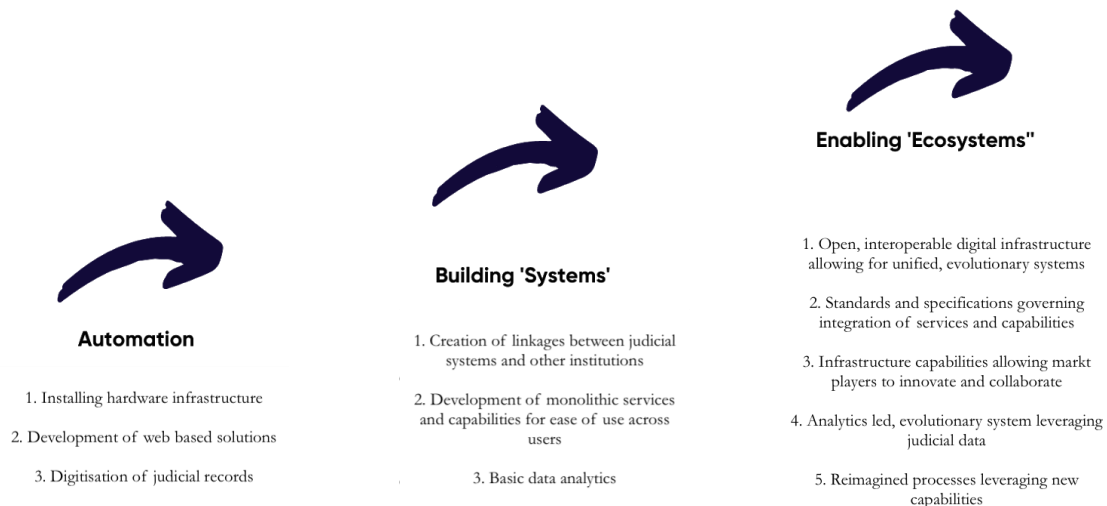 Automation
1. Installing hardware infrastructure
2. Development of web based solutions
3. Digitisation of judicial records
Building 'Systems'
1. Creation of linkages between judicial
systems and other institutions
2. Development of monolithic services
and capabilities for ease of use across
users
3. Basic data analytics
Enabling 'Ecosystems''
1. Open, interoperable digital infrastructure
allowing for unified, evolutionary systems
2. Standards and specifications governing
integration of services and capabilities
3. Infrastructure capabilities allowing markt
players to innovate and collaborate
4. Analytics led, evolutionary system leveraging
judicial data
5. Reimagined processes leveraging new
capabilities